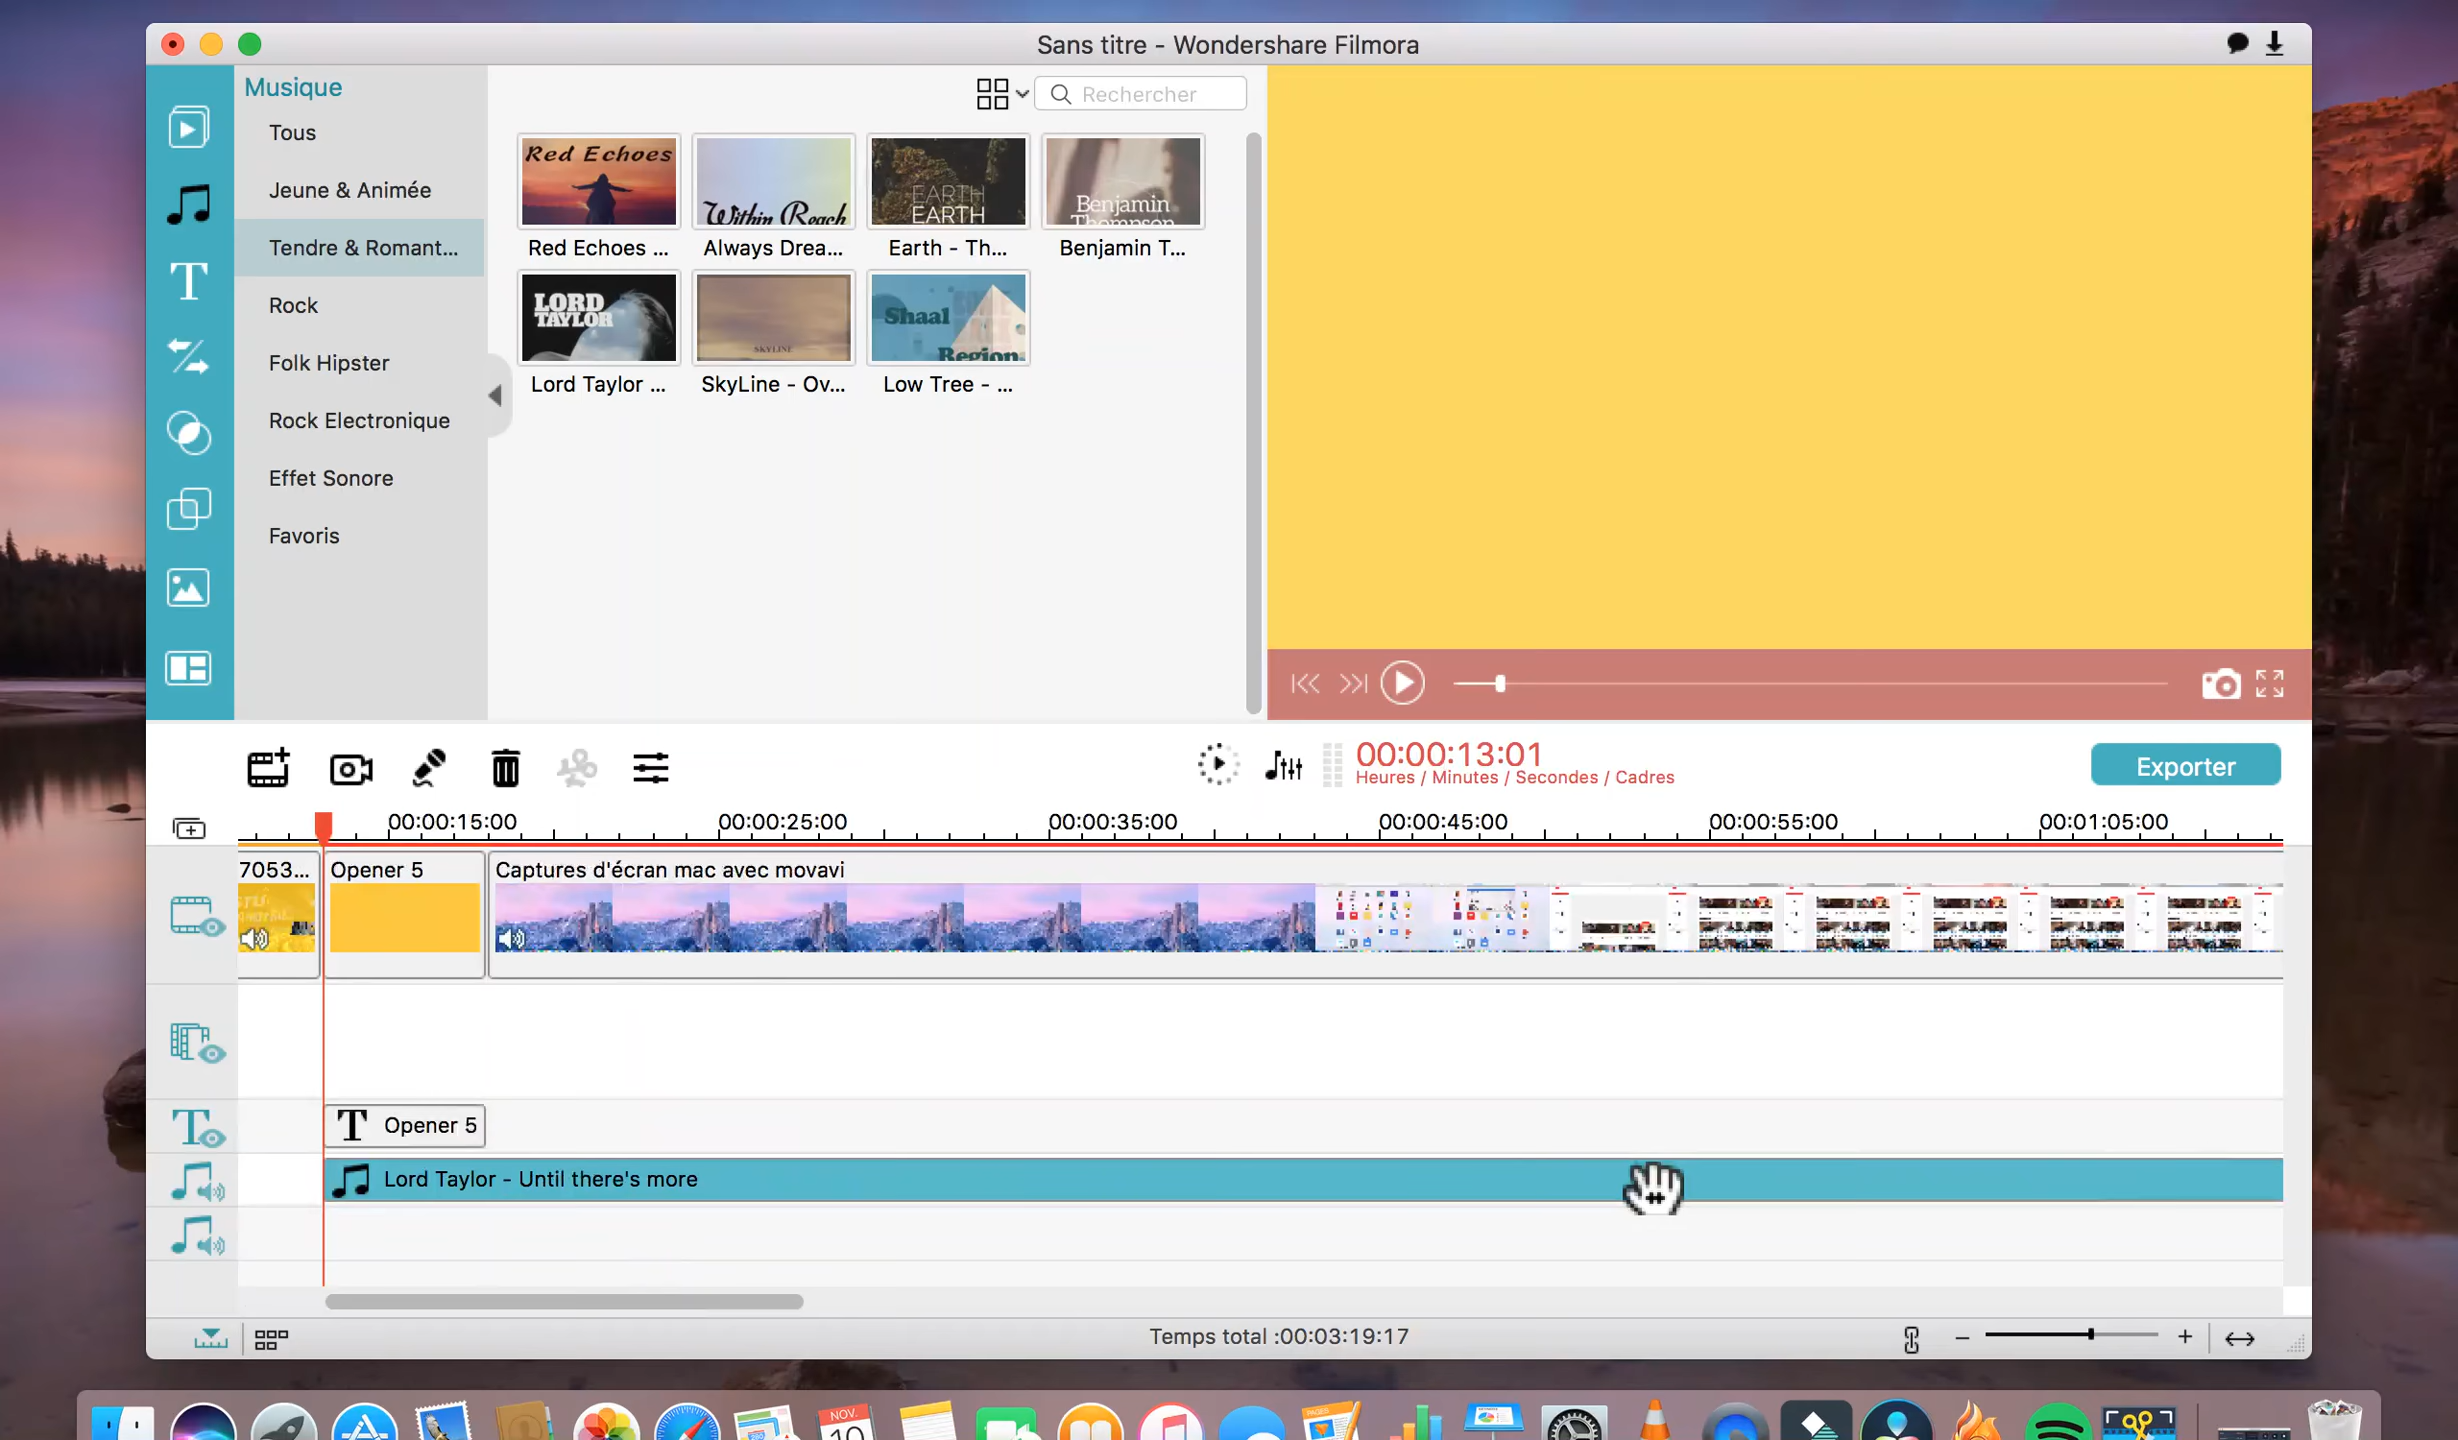 Sans titre - Wondershare Filmora
Musique
Tous
Jeune & Animée
Tendre & Romant...
Rock
Folk Hipster
Rock Electronique
Effet Sonore
Favoris
Rechercher
Red Echoes
Within Reach
EARTH
EARTH
Benjamin
Thompson
Red Echoes ...
Always Drea...
Earth - Th...
Benjamin T...
LORD
TAYLOR
SKYLINE
Shaal
Region
Lord Taylor ...
SkyLine - Ov...
Low Tree - ...
00:00:13:01
Heures / Minutes / Secondes / Cadres
Exporter
00:00:15:00
00:00:25:00
00:00:35:00
00:00:45:00
00:00:55:00
00:01:05:00
7053...
Opener 5
Captures d'écran mac avec movavi
T Opener 5
Lord Taylor - Until there's more
Temps total :00:03:19:17
NOV.
10
PAGES